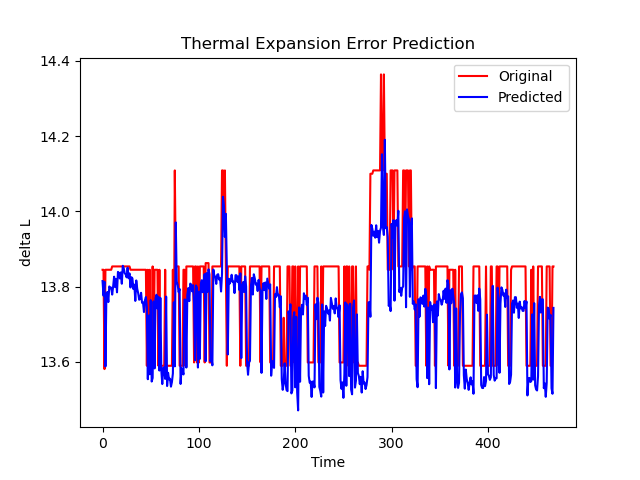 Thermal Expansion Error Prediction
Original
Predicted
14.4
14.2
14.0
13.8
13.6
delta L
0
100
200
300
400
Time